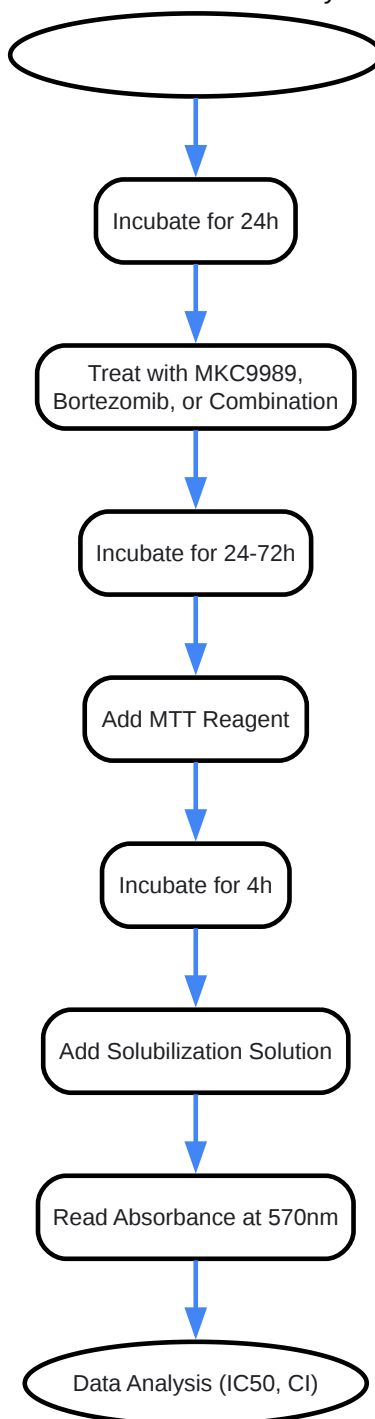 Incubate for 24h
Treat with MKC9989,
Bortezomib, or Combination
Incubate for 24-72h
Add MTT Reagent
Incubate for 4h
Add Solubilization Solution
Read Absorbance at 570nm
Data Analysis (IC50, CI)